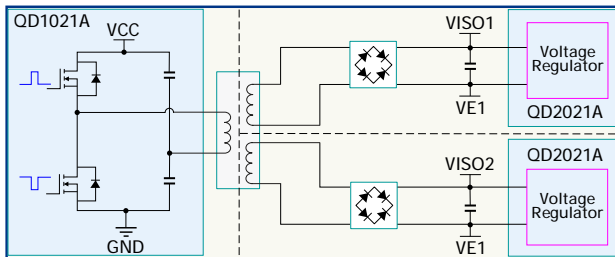 QD1021A
VCC
GND
VISO1
VE1
Voltage
Regulator
QD2021A
VISO2
VE1
QD2021A
Voltage
Regulator